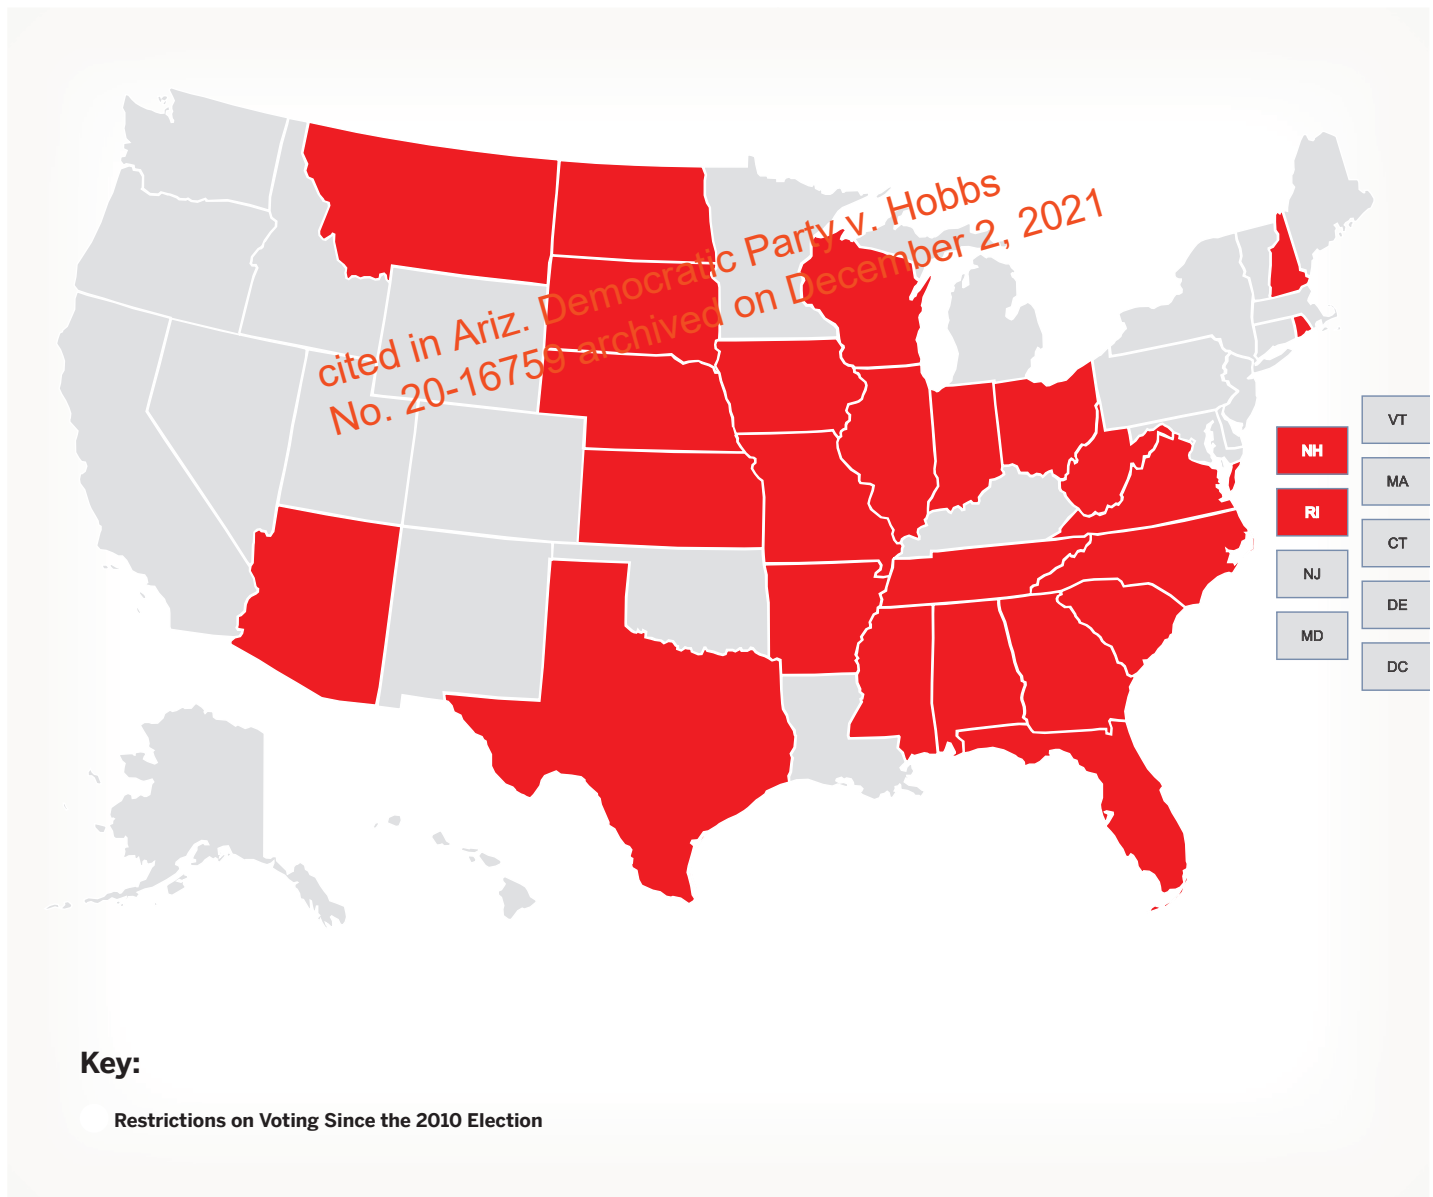 cited in Ariz. Democratic Party v. Hobbs
No. 20-16759 archived on December 2, 2021
VT
NH
MA
RI
CT
NJ
DE
MD
DC
Key:
Restrictions on Voting Since the 2010 Election